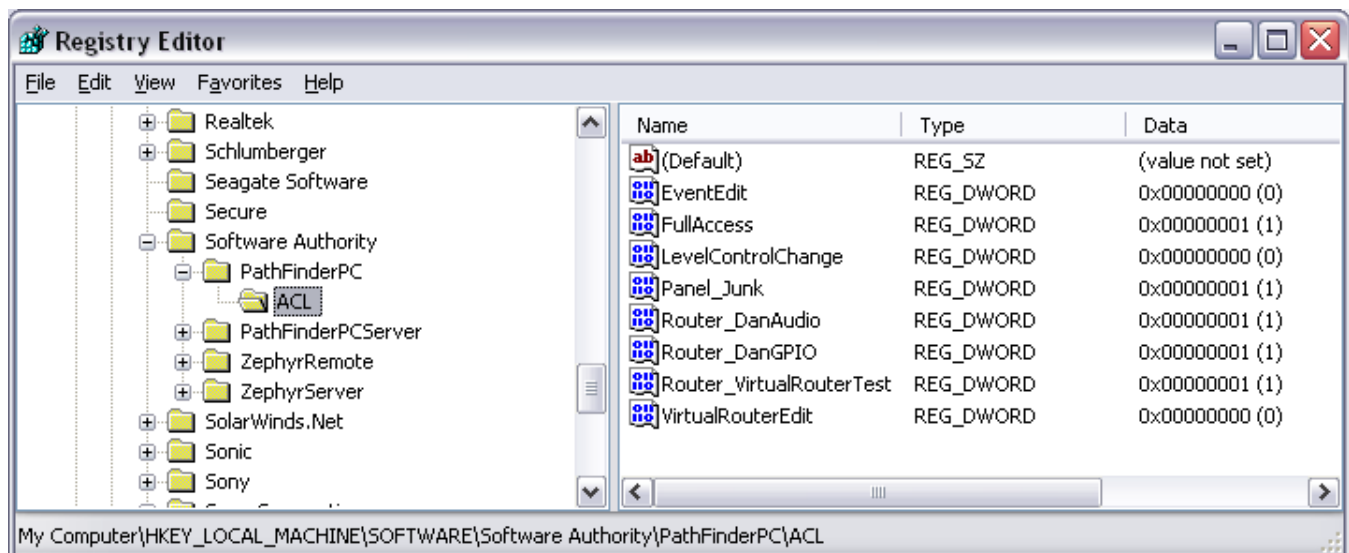 Registry Editor
File Edit View Favorites Help
Realtek
Schlumberger
Seagate Software
Secure
Software Authority
PathFinderPC
ACL
PathFinderPCServer
ZephyrRemote
ZephyrServer
SolarWinds.Net
Sonic
Sony
Name Type Data
(Default) REG_SZ (value not set)
EventEdit REG_DWORD 0x00000000 (0)
FullAccess REG_DWORD 0x00000001 (1)
LevelControlChange REG_DWORD 0x00000000 (0)
Panel_Junk REG_DWORD 0x00000001 (1)
Router_DanAudio REG_DWORD 0x00000001 (1)
Router_DanGPIO REG_DWORD 0x00000001 (1)
Router_VirtualRouterTest REG_DWORD 0x00000001 (1)
VirtualRouterEdit REG_DWORD 0x00000000 (0)
My Computer\HKEY_LOCAL_MACHINE\SOFTWARE\Software Authority\PathFinderPC\ACL